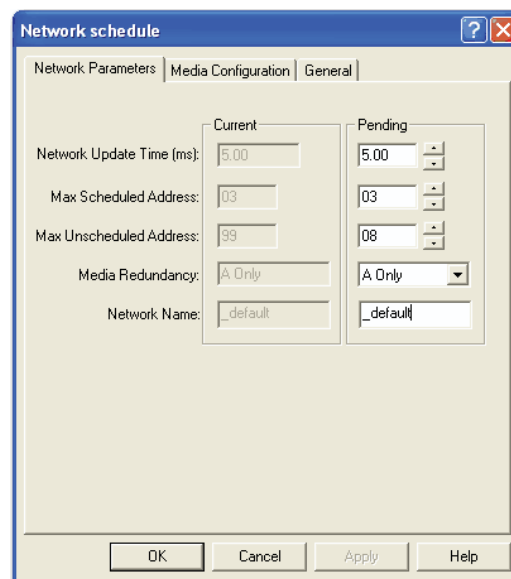 Network schedule
Network Parameters Media Configuration General
Current Pending
Network Update Time (ms): 5.00 5.00
Max Scheduled Address: 03 03
Max Unscheduled Address: 99 08
Media Redundancy: A Only A Only
Network Name: _default _default
OK Cancel Apply Help